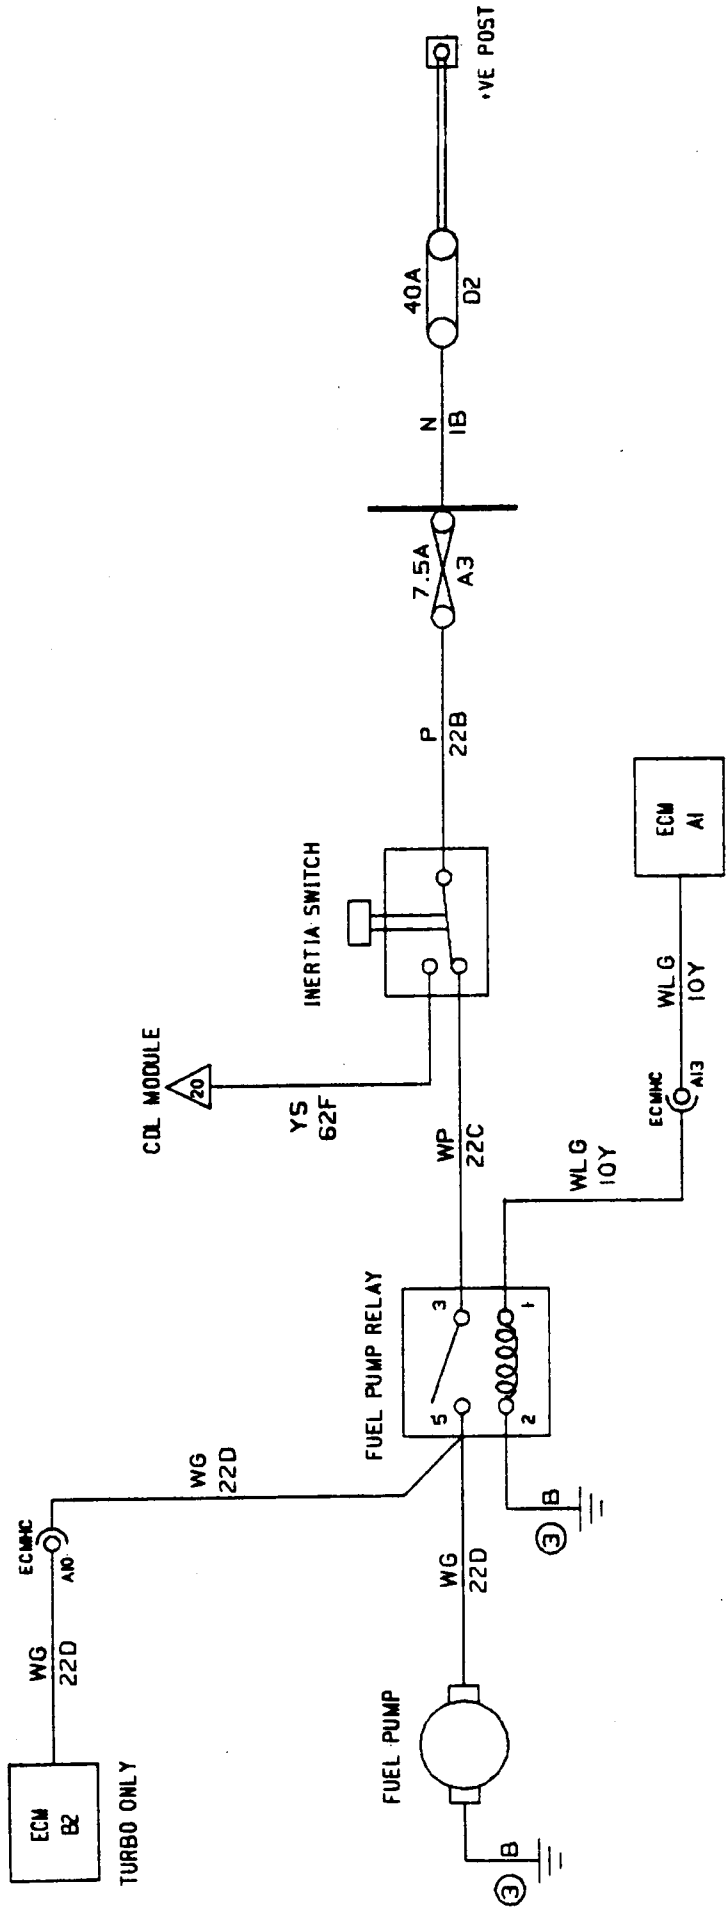 +VE POST
40A
D2
N
1B
7.5A
A3
P
22B
INERTIA SWITCH
CDL MODULE
20
YS
62F
WP
22C
ECM
A1
WLG
10Y
ECMHC
A13
WLG
10Y
FUEL PUMP RELAY
3
1
5
2
WG
22D
ECMHC
A10
WG
22D
B
3
WG
22D
ECM
B2
TURBO ONLY
FUEL PUMP
B
3